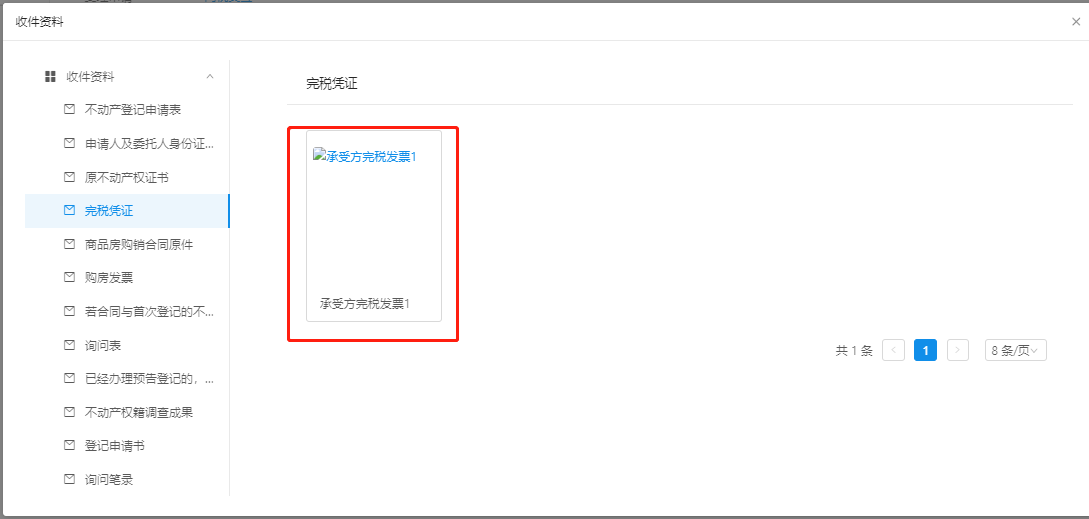 收件资料
收件资料
不动产登记申请表
申请人及委托人身份证...
原不动产权证书
完税凭证
商品房购销合同原件
购房发票
若合同与首次登记的不...
询问表
已经办理预告登记的，...
不动产权籍调查成果
登记申请书
询问笔录
完税凭证
承受方完税发票1
承受方完税发票1
共 1 条
1
8 条/页